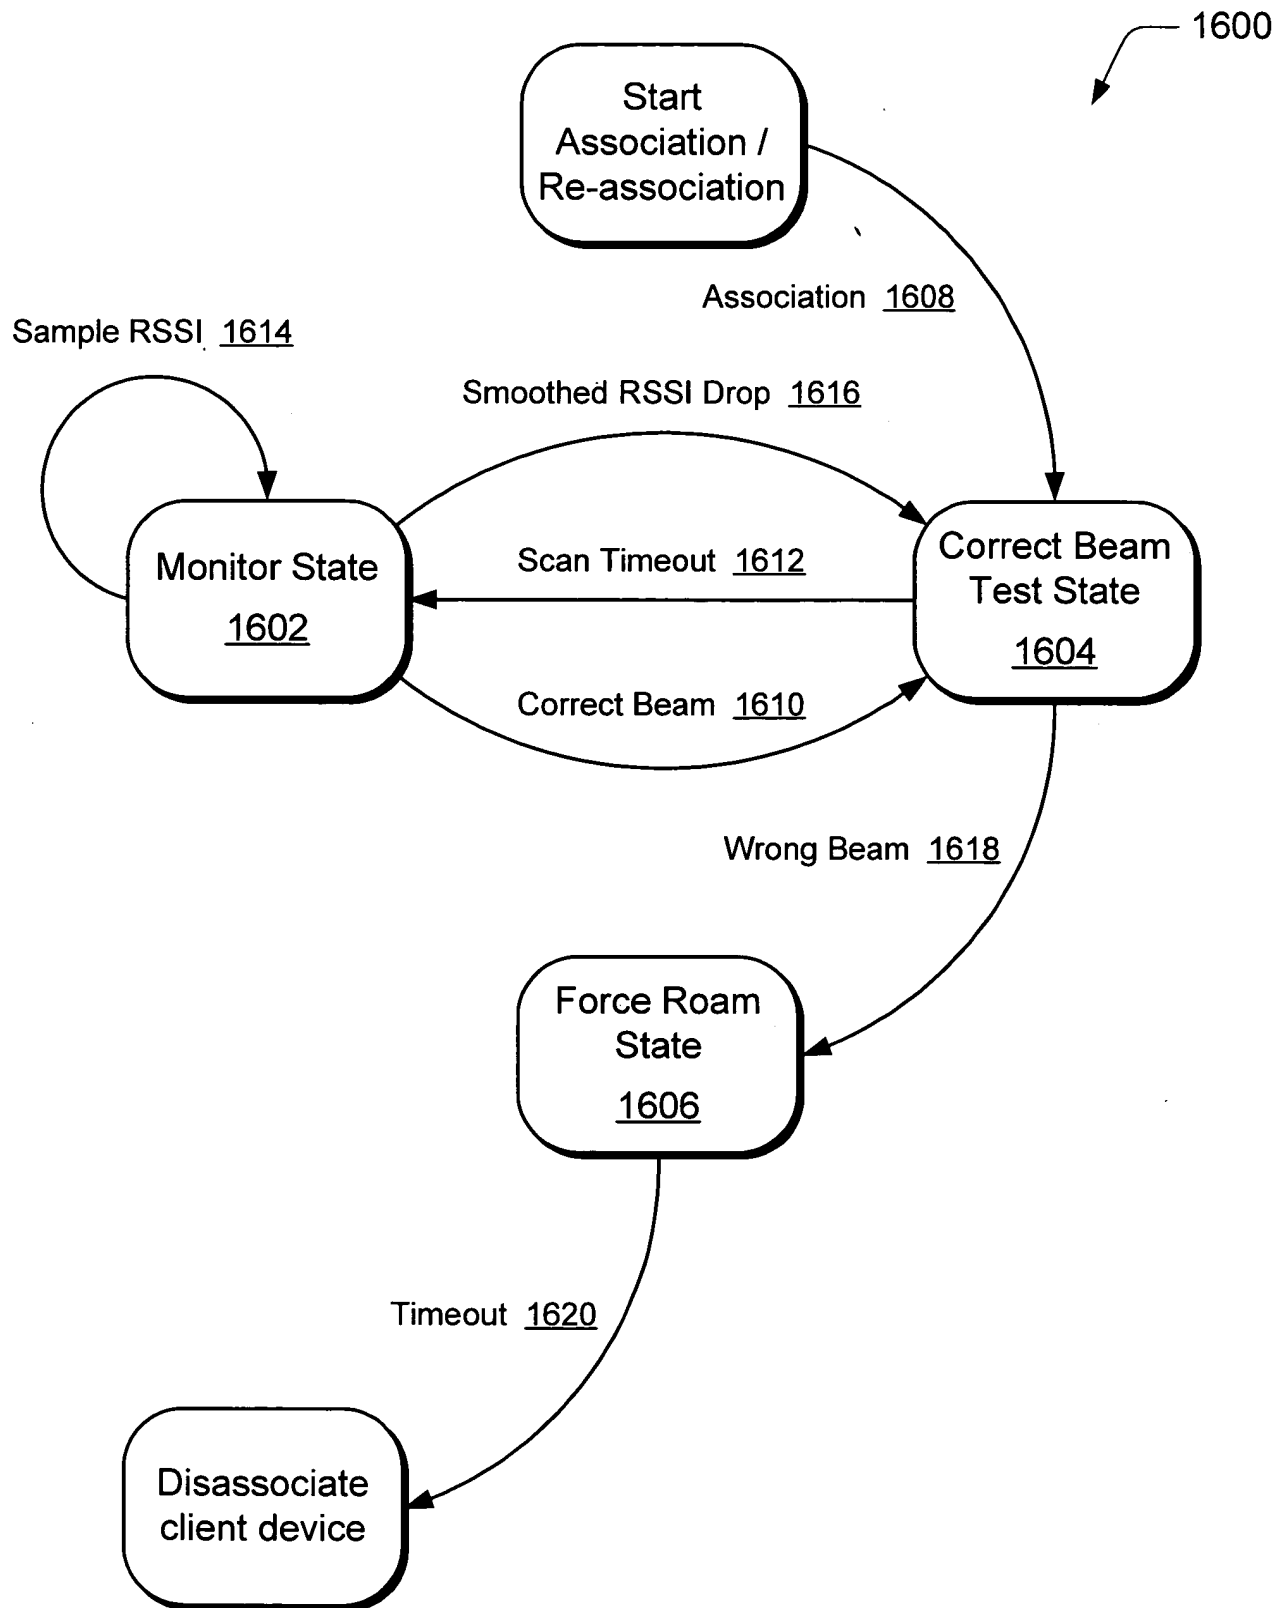 1600
Start
Association /
Re-association
Association 1608
Sample RSSI 1614
Smoothed RSSI Drop 1616
Monitor State
1602
Scan Timeout 1612
Correct Beam
Test State
1604
Correct Beam 1610
Wrong Beam 1618
Force Roam
State
1606
Timeout 1620
Disassociate
client device